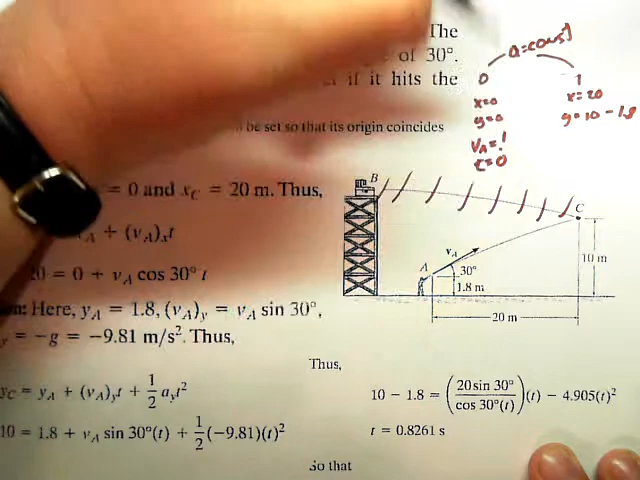 The
of 30°.
if it hits the
be set so that its origin coincides
= 0 and x_C = 20 m. Thus,
A + (v_A)_x t
20 = 0 + v_A cos 30° t
Here, y_A = 1.8, (v_A)_y = v_A sin 30°,
= -g = -9.81 m/s². Thus,
y_C = y_A + (v_A)_y t + 1/2 a_y t²
10 = 1.8 + v_A sin 30°(t) + 1/2 (-9.81)(t)²
a=const
0
x=0
y=0
V_A=?
t=0
1
x=20
y=10-1.8
B
C
v_A
A
30°
1.8 m
10 m
20 m
Thus,
10 - 1.8 = (20 sin 30° / cos 30°(t)) (t) - 4.905(t)²
t = 0.8261 s
So that